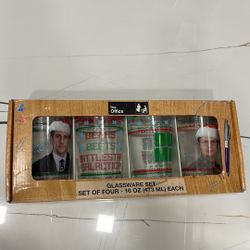 The
Office
BEARS
BEETS
BATTLESTAR
GALACTICA
GLASSWARE SET
SET OF FOUR - 16 OZ (473 ML) EACH